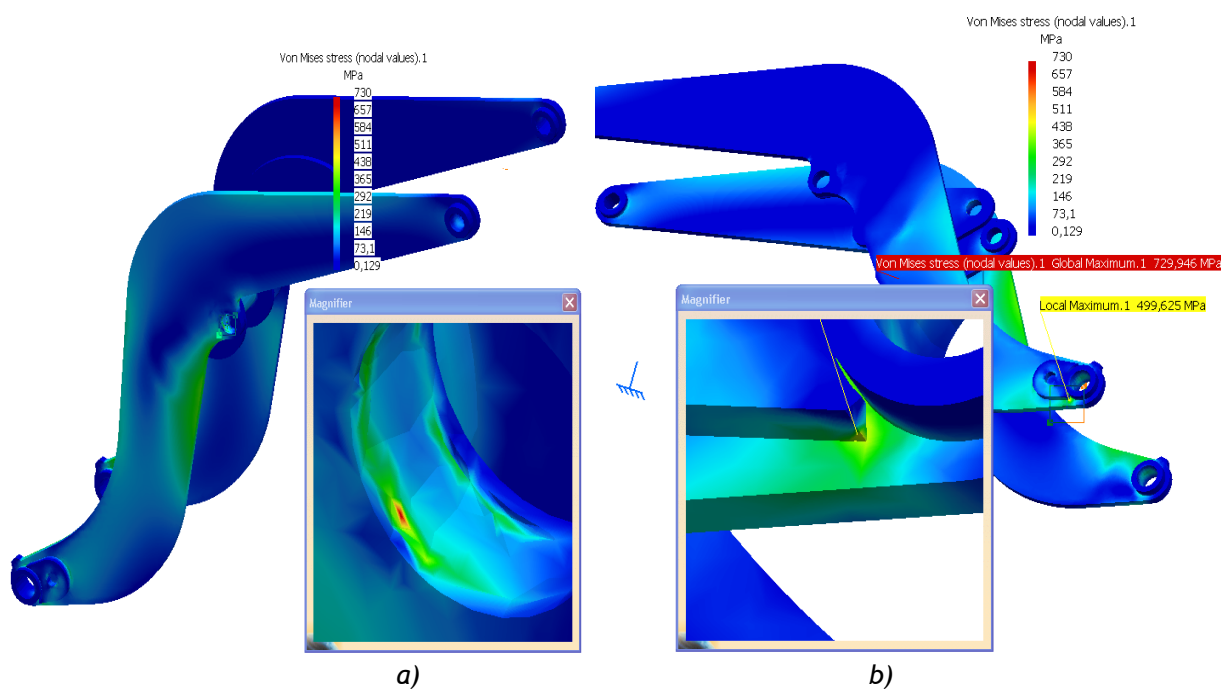 Von Mises stress (nodal values).1
MPa
730
657
584
511
438
365
292
219
146
73,1
0,129
Magnifier
a)
Von Mises stress (nodal values).1
MPa
730
657
584
511
438
365
292
219
146
73,1
0,129
Von Mises stress (nodal values).1 Global Maximum.1 729,946 MPa
Local Maximum.1 499,625 MPa
Magnifier
b)